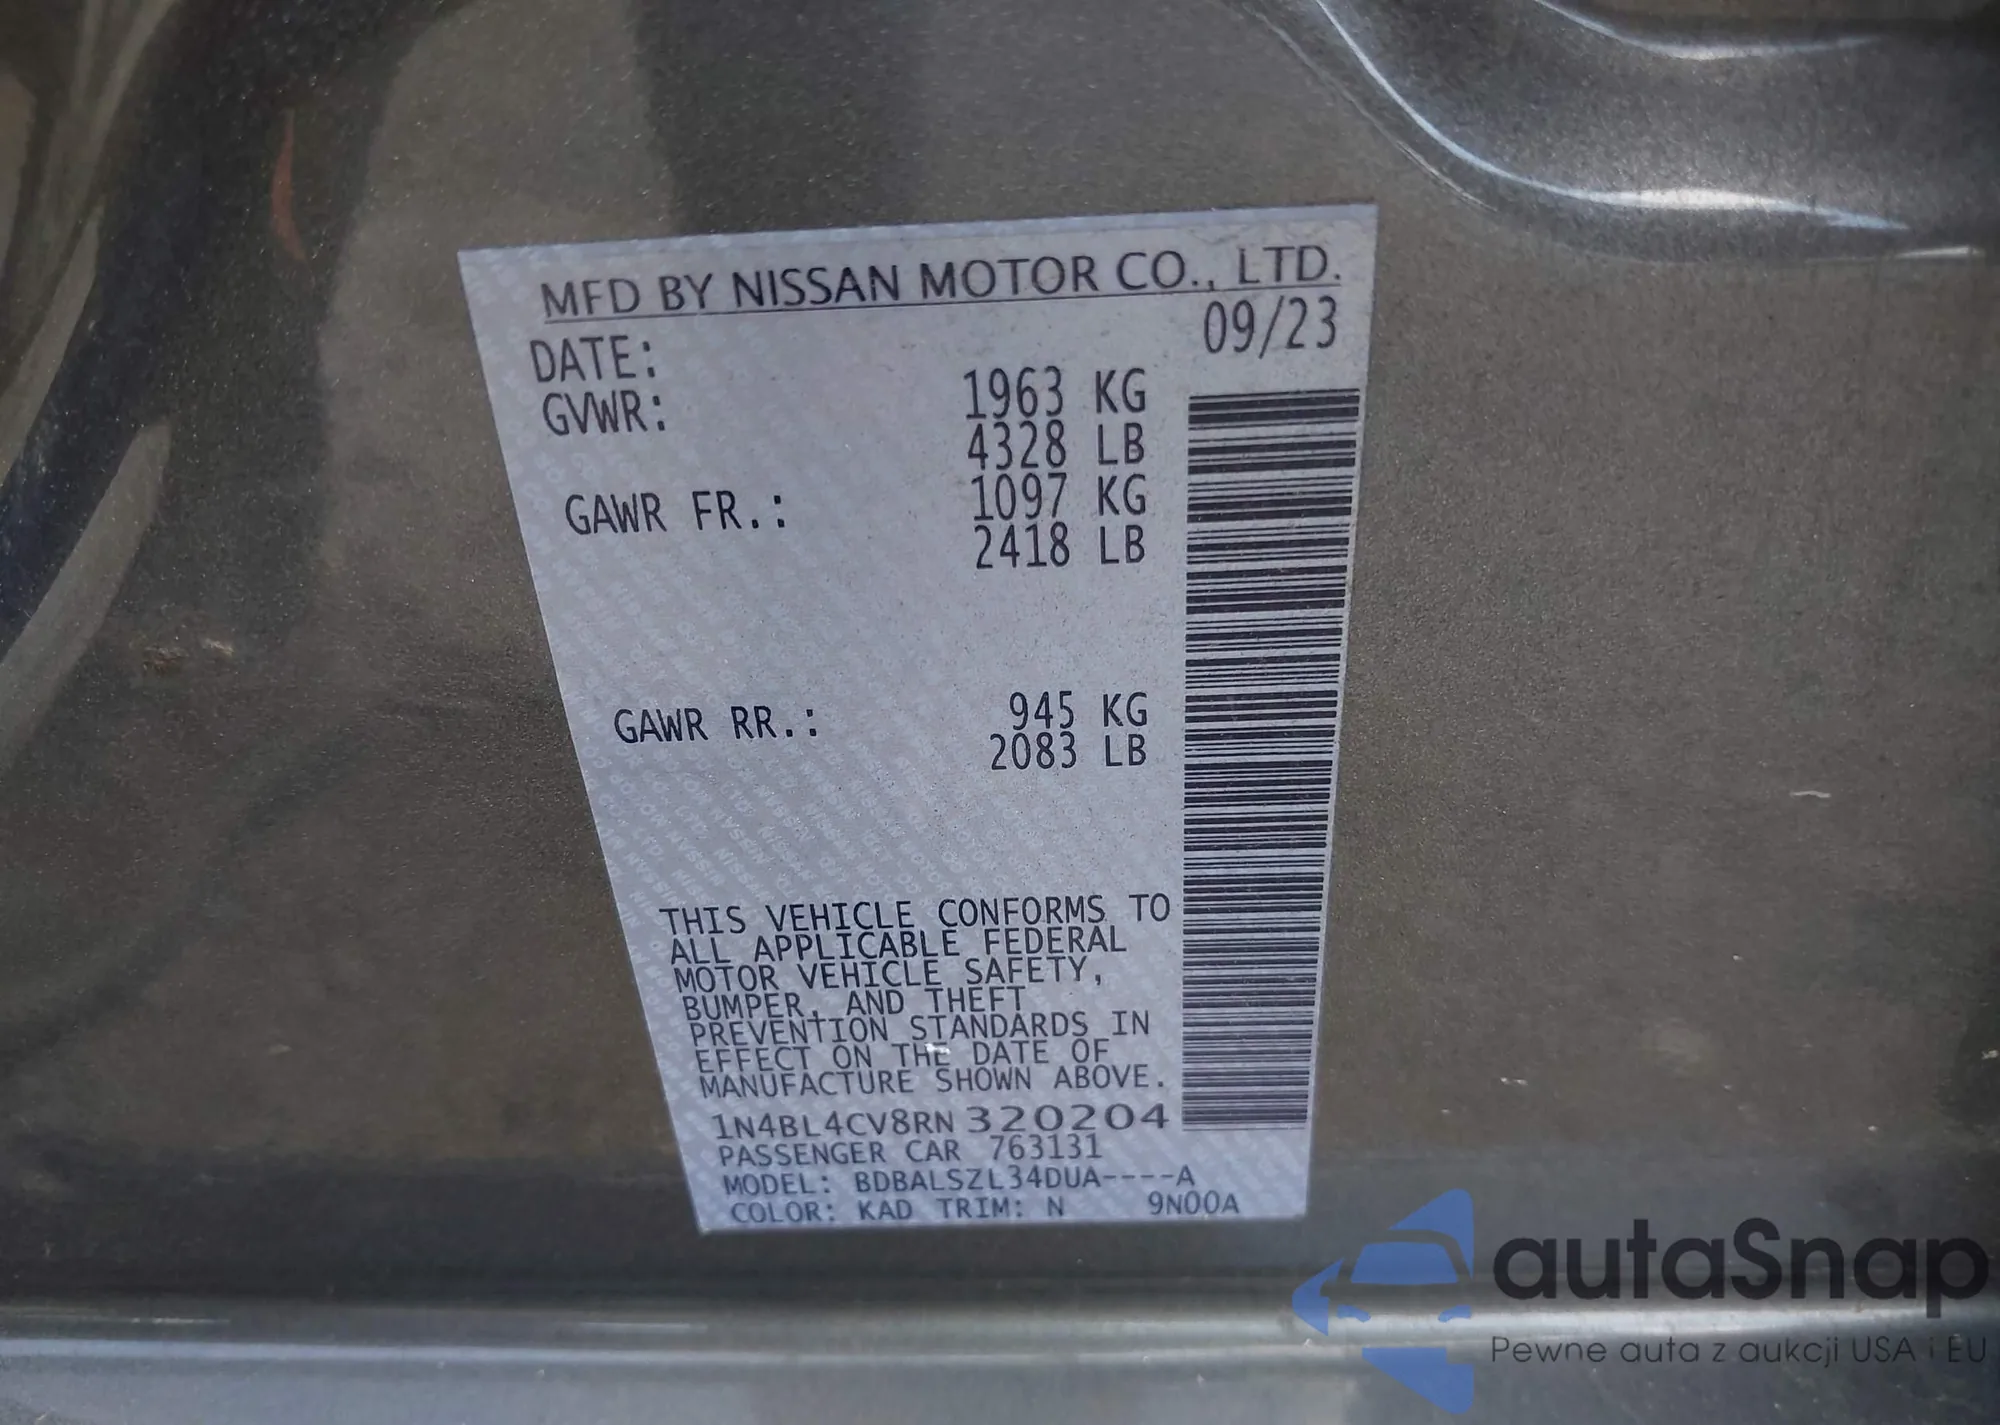 MFD BY NISSAN MOTOR CO., LTD.
DATE: 09/23
GVWR: 1963 KG
4328 LB
GAWR FR.: 1097 KG
2418 LB
GAWR RR.: 945 KG
2083 LB
THIS VEHICLE CONFORMS TO
ALL APPLICABLE FEDERAL
MOTOR VEHICLE SAFETY,
BUMPER, AND THEFT
PREVENTION STANDARDS IN
EFFECT ON THE DATE OF
MANUFACTURE SHOWN ABOVE.
1N4BL4CV8RN320204
PASSENGER CAR 763131
MODEL: BDBALSZL34DUA----A
COLOR: KAD TRIM: N 9N00A
autaSnap
Pewne auta z aukcji USA i EU